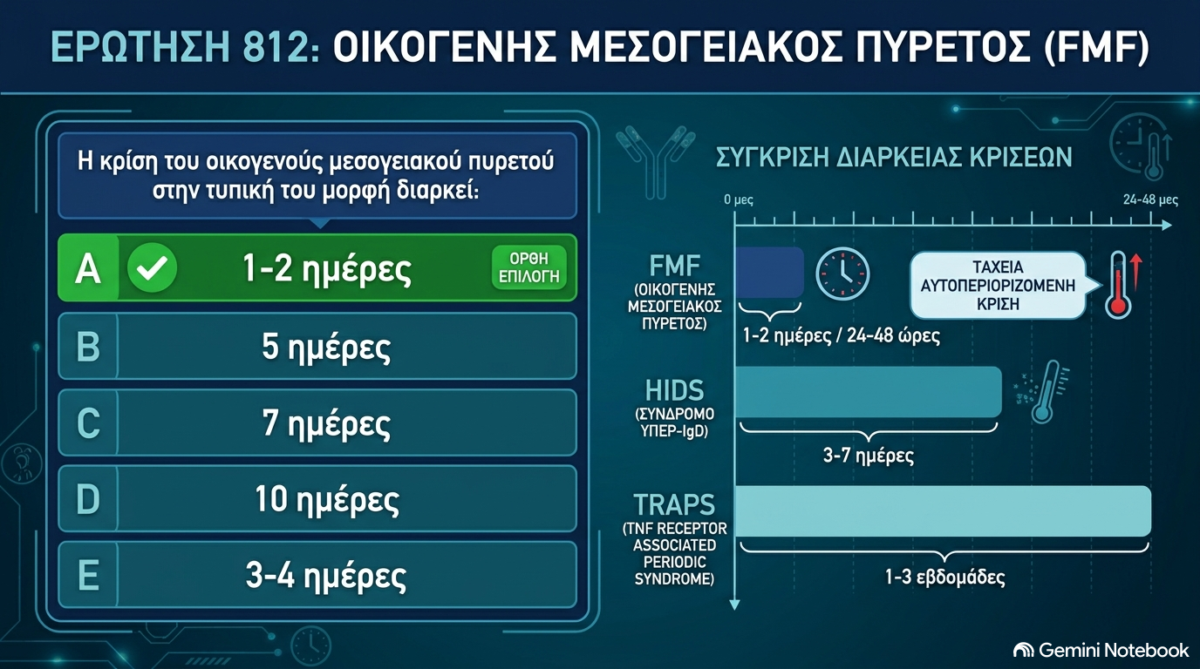 ΕΡΩΤΗΣΗ 812: ΟΙΚΟΓΕΝΗΣ ΜΕΣΟΓΕΙΑΚΟΣ ΠΥΡΕΤΟΣ (FMF)
Η κρίση του οικογενούς μεσογειακού πυρετού
στην τυπική του μορφή διαρκεί:
A
1-2 ημέρες
ΟΡΘΗ
ΕΠΙΛΟΓΗ
B
5 ημέρες
C
7 ημέρες
D
10 ημέρες
E
3-4 ημέρες
ΣΥΓΚΡΙΣΗ ΔΙΑΡΚΕΙΑΣ ΚΡΙΣΕΩΝ
0 μες
24-48 μες
FMF
(ΟΙΚΟΓΕΝΗΣ
ΜΕΣΟΓΕΙΑΚΟΣ
ΠΥΡΕΤΟΣ)
ΤΑΧΕΙΑ
ΑΥΤΟΠΕΡΙΟΡΙΖΟΜΕΝΗ
ΚΡΙΣΗ
1-2 ημέρες / 24-48 ώρες
HIDS
(ΣΥΝΔΡΟΜΟ
ΥΠΕΡ-IgD)
3-7 ημέρες
TRAPS
(TNF RECEPTOR
ASSOCIATED
PERIODIC
SYNDROME)
1-3 εβδομάδες
Gemini Notebook